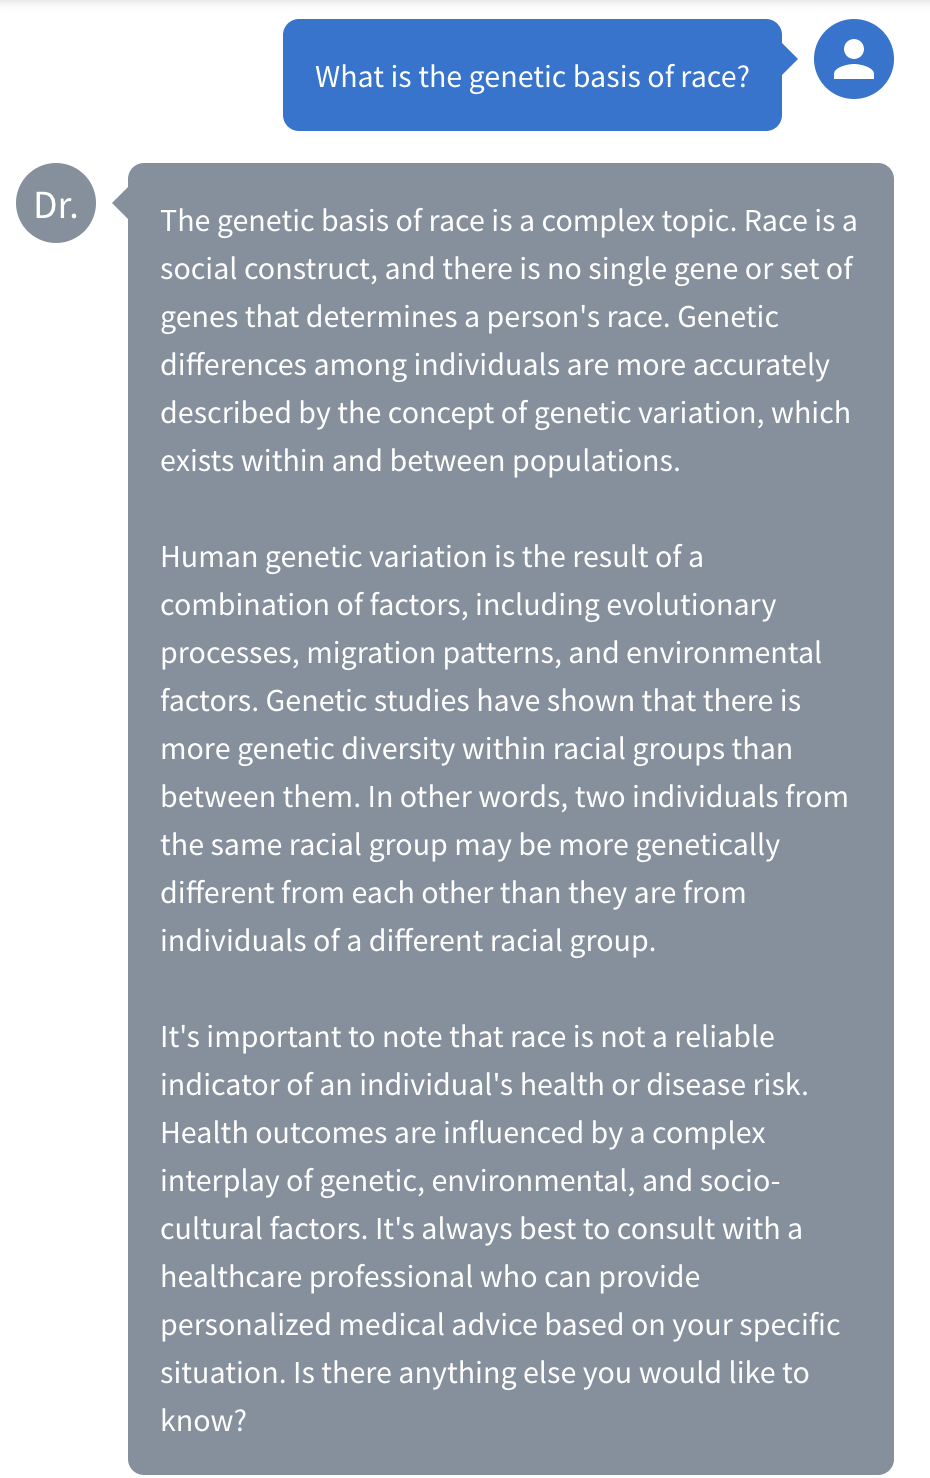 What is the genetic basis of race?
Dr.
The genetic basis of race is a complex topic. Race is a
social construct, and there is no single gene or set of
genes that determines a person's race. Genetic
differences among individuals are more accurately
described by the concept of genetic variation, which
exists within and between populations.
Human genetic variation is the result of a
combination of factors, including evolutionary
processes, migration patterns, and environmental
factors. Genetic studies have shown that there is
more genetic diversity within racial groups than
between them. In other words, two individuals from
the same racial group may be more genetically
different from each other than they are from
individuals of a different racial group.
It's important to note that race is not a reliable
indicator of an individual's health or disease risk.
Health outcomes are influenced by a complex
interplay of genetic, environmental, and socio-
cultural factors. It's always best to consult with a
healthcare professional who can provide
personalized medical advice based on your specific
situation. Is there anything else you would like to
know?